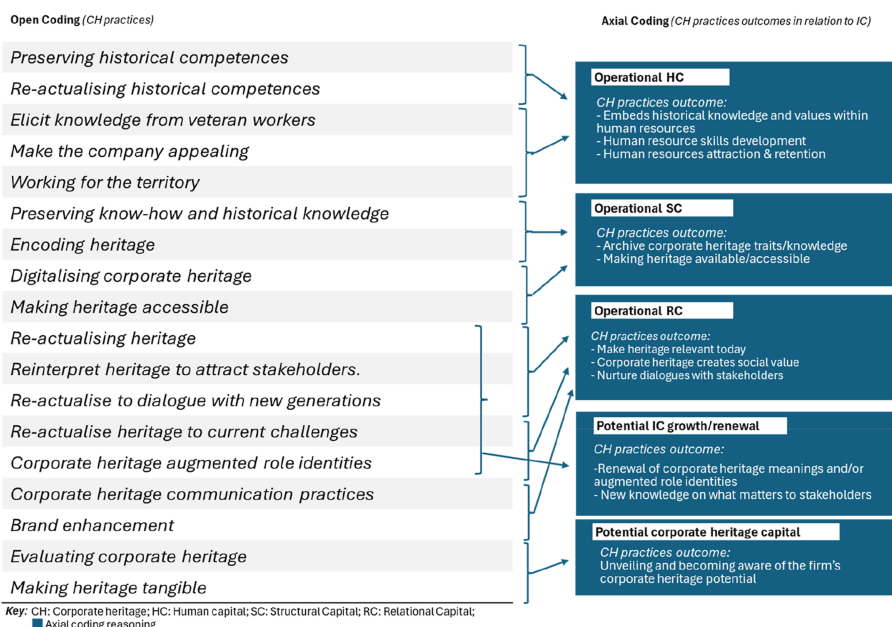 Open Coding (CH practices)
Preserving historical competences
Re-actualising historical competences
Elicit knowledge from veteran workers
Make the company appealing
Working for the territory
Preserving know-how and historical knowledge
Encoding heritage
Digitalising corporate heritage
Making heritage accessible
Re-actualising heritage
Reinterpret heritage to attract stakeholders.
Re-actualise to dialogue with new generations
Re-actualise heritage to current challenges
Corporate heritage augmented role identities
Corporate heritage communication practices
Brand enhancement
Evaluating corporate heritage
Making heritage tangible
Axial Coding (CH practices outcomes in relation to IC)
Operational HC
CH practices outcome:
- Embeds historical knowledge and values within
human resources
- Human resource skills development
- Human resources attraction & retention
Operational SC
CH practices outcome:
- Archive corporate heritage traits/knowledge
- Making heritage available/accessible
Operational RC
CH practices outcome:
- Make heritage relevant today
- Corporate heritage creates social value
- Nurture dialogues with stakeholders
Potential IC growth/renewal
CH practices outcome:
-Renewal of corporate heritage meanings and/or
augmented role identities
- New knowledge on what matters to stakeholders
Potential corporate heritage capital
CH practices outcome:
Unveiling and becoming aware of the firm's
corporate heritage potential
Key: CH: Corporate heritage; HC: Human capital; SC: Structural Capital; RC: Relational Capital;
Axial coding reasoning